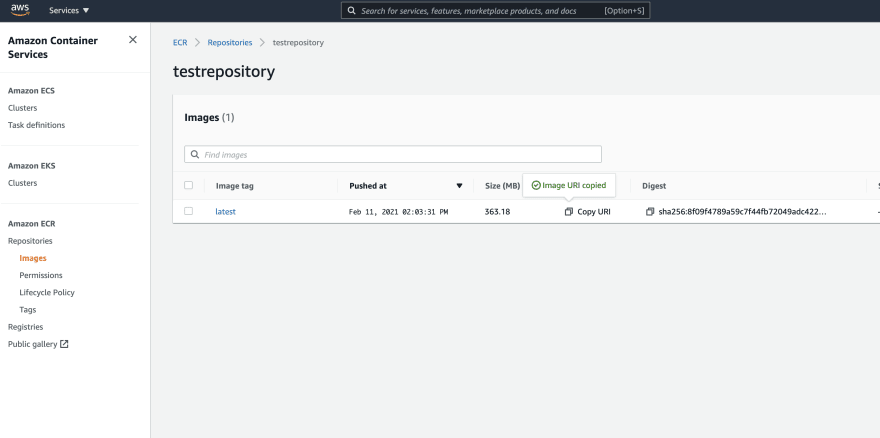 aws Services Search for services, features, marketplace products, and docs [Option+S]
Amazon Container
Services
Amazon ECS
Clusters
Task definitions
Amazon EKS
Clusters
Amazon ECR
Repositories
Images
Permissions
Lifecycle Policy
Tags
Registries
Public gallery
ECR > Repositories > testrepository
testrepository
Images (1)
Find images
Image tag Pushed at Size (MB) Image URI copied Digest
latest Feb 11, 2021 02:03:31 PM 363.18 Copy URI sha256:8f09f4789a59c7f44fb72049adc422...